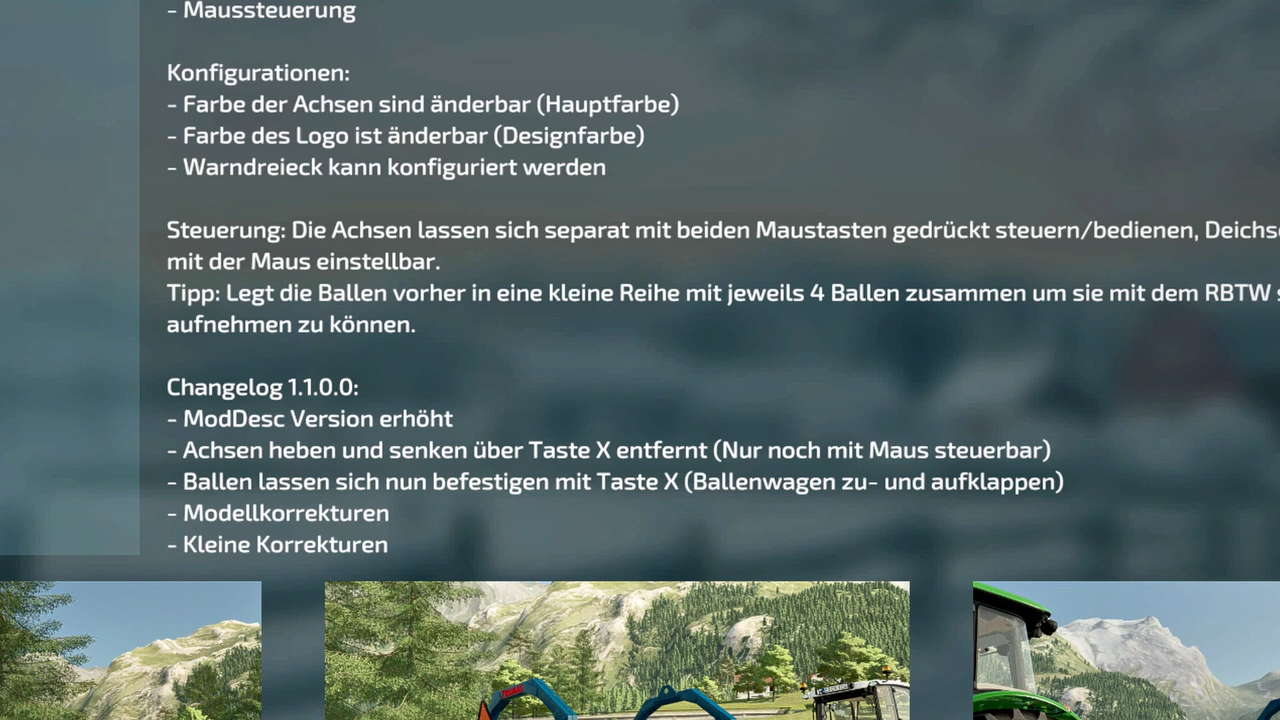 - Maussteuerung
Konfigurationen:
- Farbe der Achsen sind änderbar (Hauptfarbe)
- Farbe des Logo ist änderbar (Designfarbe)
- Warndreieck kann konfiguriert werden
Steuerung: Die Achsen lassen sich separat mit beiden Maustasten gedrückt steuern/bedienen,
mit der Maus einstellbar.
Tipp: Legt die Ballen vorher in eine kleine Reihe mit jeweils 4 Ballen zusammen um sie mit dem RBTW
aufnehmen zu können.
Changelog 1.1.0.0:
- ModDesc Version erhöht
- Achsen heben und senken über Taste X entfernt (Nur noch mit Maus steuerbar)
- Ballen lassen sich nun befestigen mit Taste X (Ballenwagen zu- und aufklappen)
- Modellkorrekturen
- Kleine Korrekturen